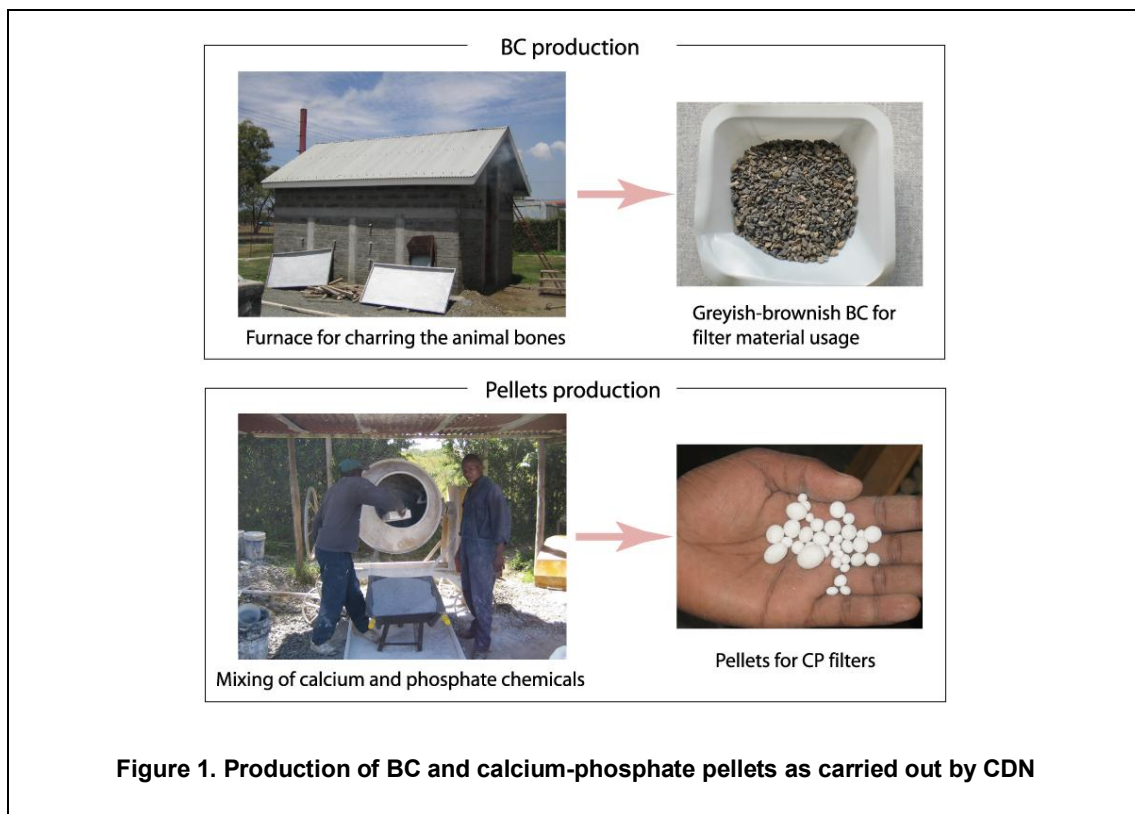 BC production
Furnace for charring the animal bones
Greyish-brownish BC for
filter material usage
Pellets production
Mixing of calcium and phosphate chemicals
Pellets for CP filters
Figure 1. Production of BC and calcium-phosphate pellets as carried out by CDN